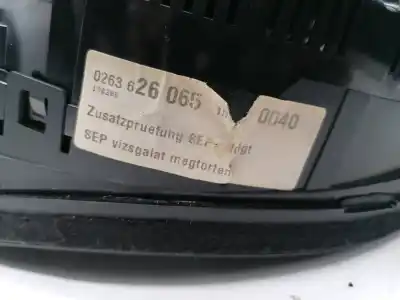 0263 626 065 0040
Zusatzpruefung SEP
SEP vizsgalat megtortent